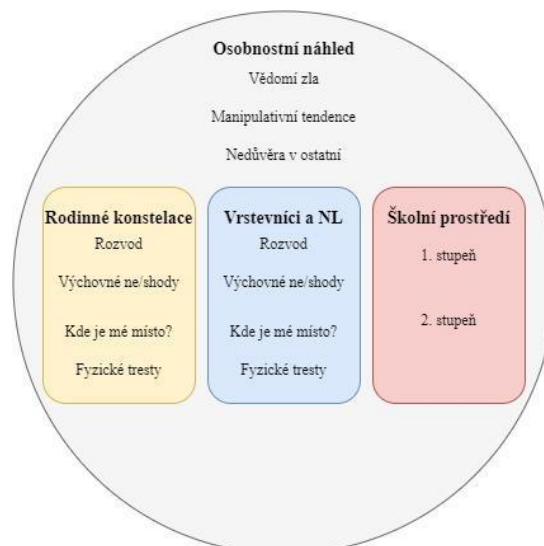 Osobnostní náhled
Vědomí zla
Manipulativní tendence
Nedůvěra v ostatní
Rodinné konstelace
Rozvod
Výchovné ne/shody
Kde je mé místo?
Fyzické tresty
Vrstevníci a NL
Rozvod
Výchovné ne/shody
Kde je mé místo?
Fyzické tresty
Školní prostředí
1. stupeň
2. stupeň